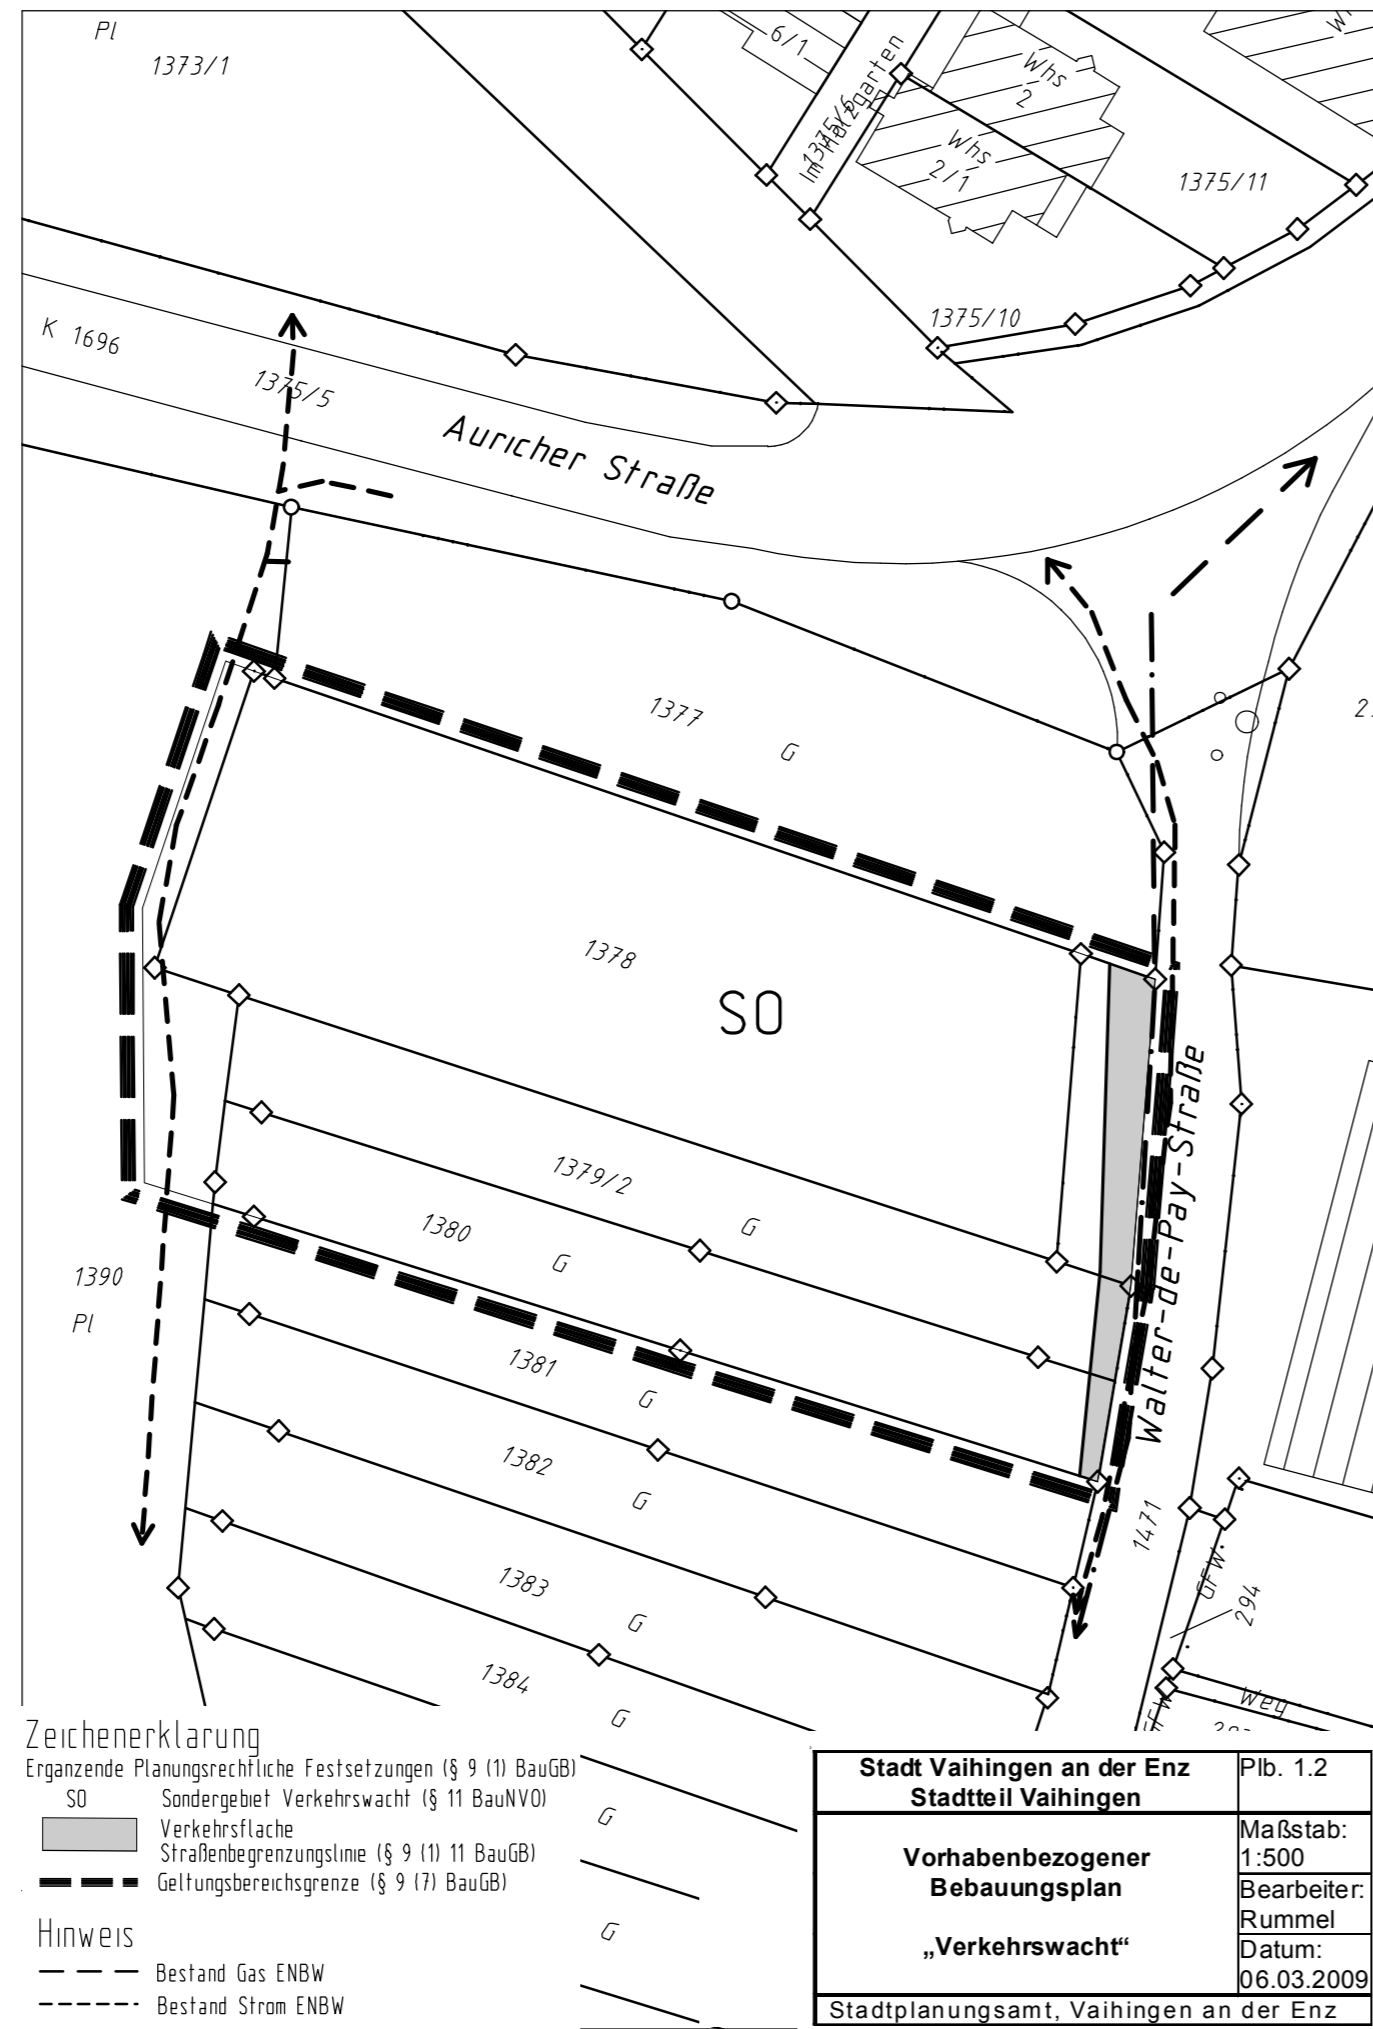 Pl
1373/1
6/1
1375/6
Im Holzgarten
Whs
2
Whs
2/1
1375/11
1375/10
K 1696
1375/5
Auricher Straße
1377
G
1378
SO
1379/2
G
1380
G
1390
Pl
1381
G
1382
G
1383
G
1384
G
G
G
Walter-de-Pay-Straße
1471
GFW.
294
Weg
Zeichenerklärung
Ergänzende Planungsrechtliche Festsetzungen (§ 9 (1) BauGB)
SO Sondergebiet Verkehrswacht (§ 11 BauNVO)
Verkehrsfläche
Straßenbegrenzungslinie (§ 9 (1) 11 BauGB)
Geltungsbereichsgrenze (§ 9 (7) BauGB)
Hinweis
Bestand Gas ENBW
Bestand Strom ENBW
Stadt Vaihingen an der Enz
Stadtteil Vaihingen
Plb. 1.2
Vorhabenbezogener
Bebauungsplan
„Verkehrswacht“
Maßstab:
1:500
Bearbeiter:
Rummel
Datum:
06.03.2009
Stadtplanungsamt, Vaihingen an der Enz